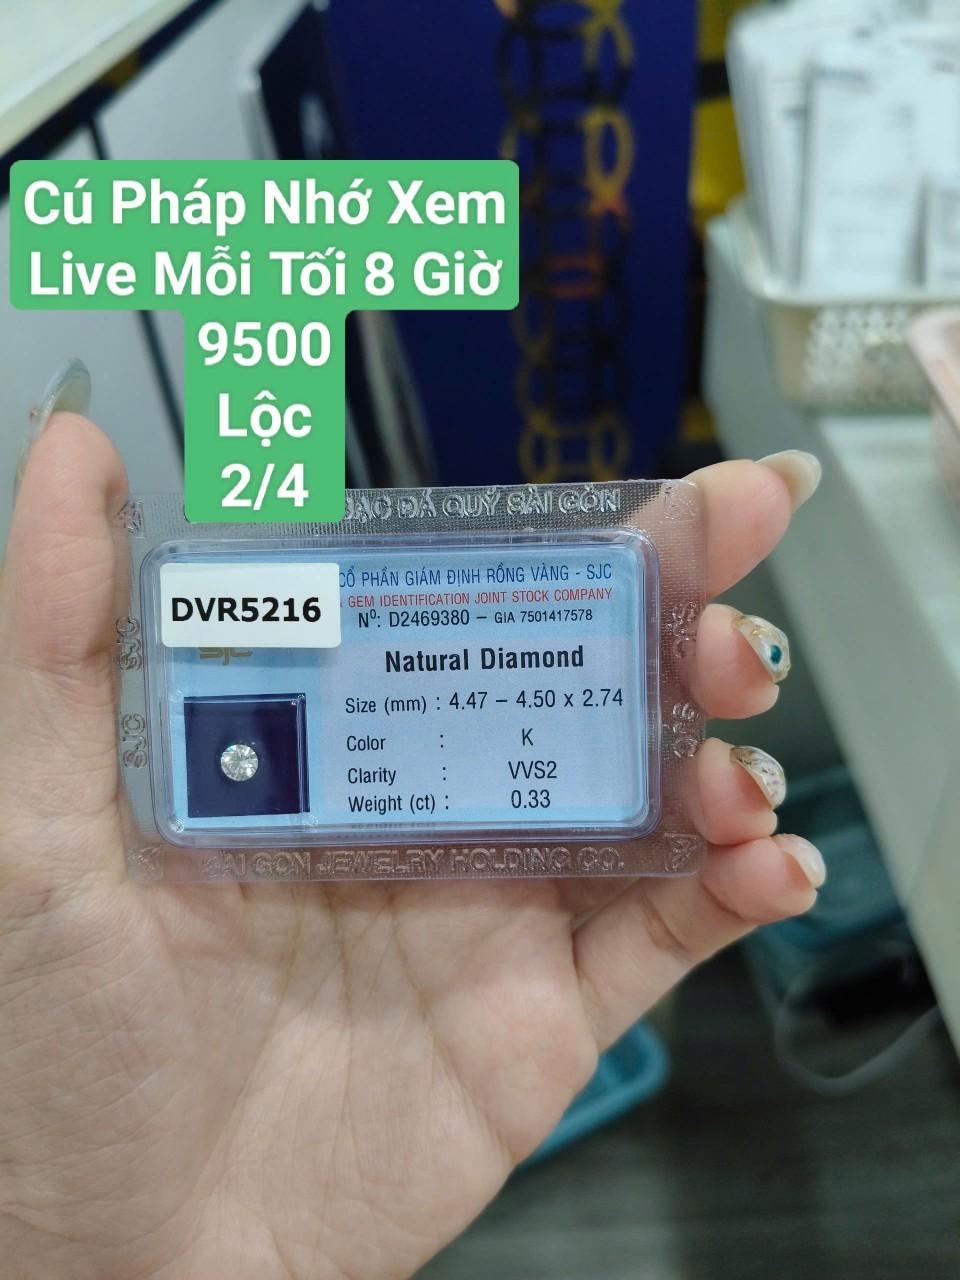 Cú Pháp Nhớ Xem
Live Mỗi Tối 8 Giờ
9500
Lộc
2/4
BẠC ĐÁ QUÝ SÀI GÒN
CỔ PHẦN GIÁM ĐỊNH RỒNG VÀNG - SJC
GEM IDENTIFICATION JOINT STOCK COMPANY
DVR5216
Nº: D2469380 – GIA 7501417578
SJC
Natural Diamond
Size (mm) : 4.47 – 4.50 x 2.74
Color : K
Clarity : VVS2
Weight (ct) : 0.33
SJC
SJC
SJC
SJC
SAI GON JEWELRY HOLDING CO.